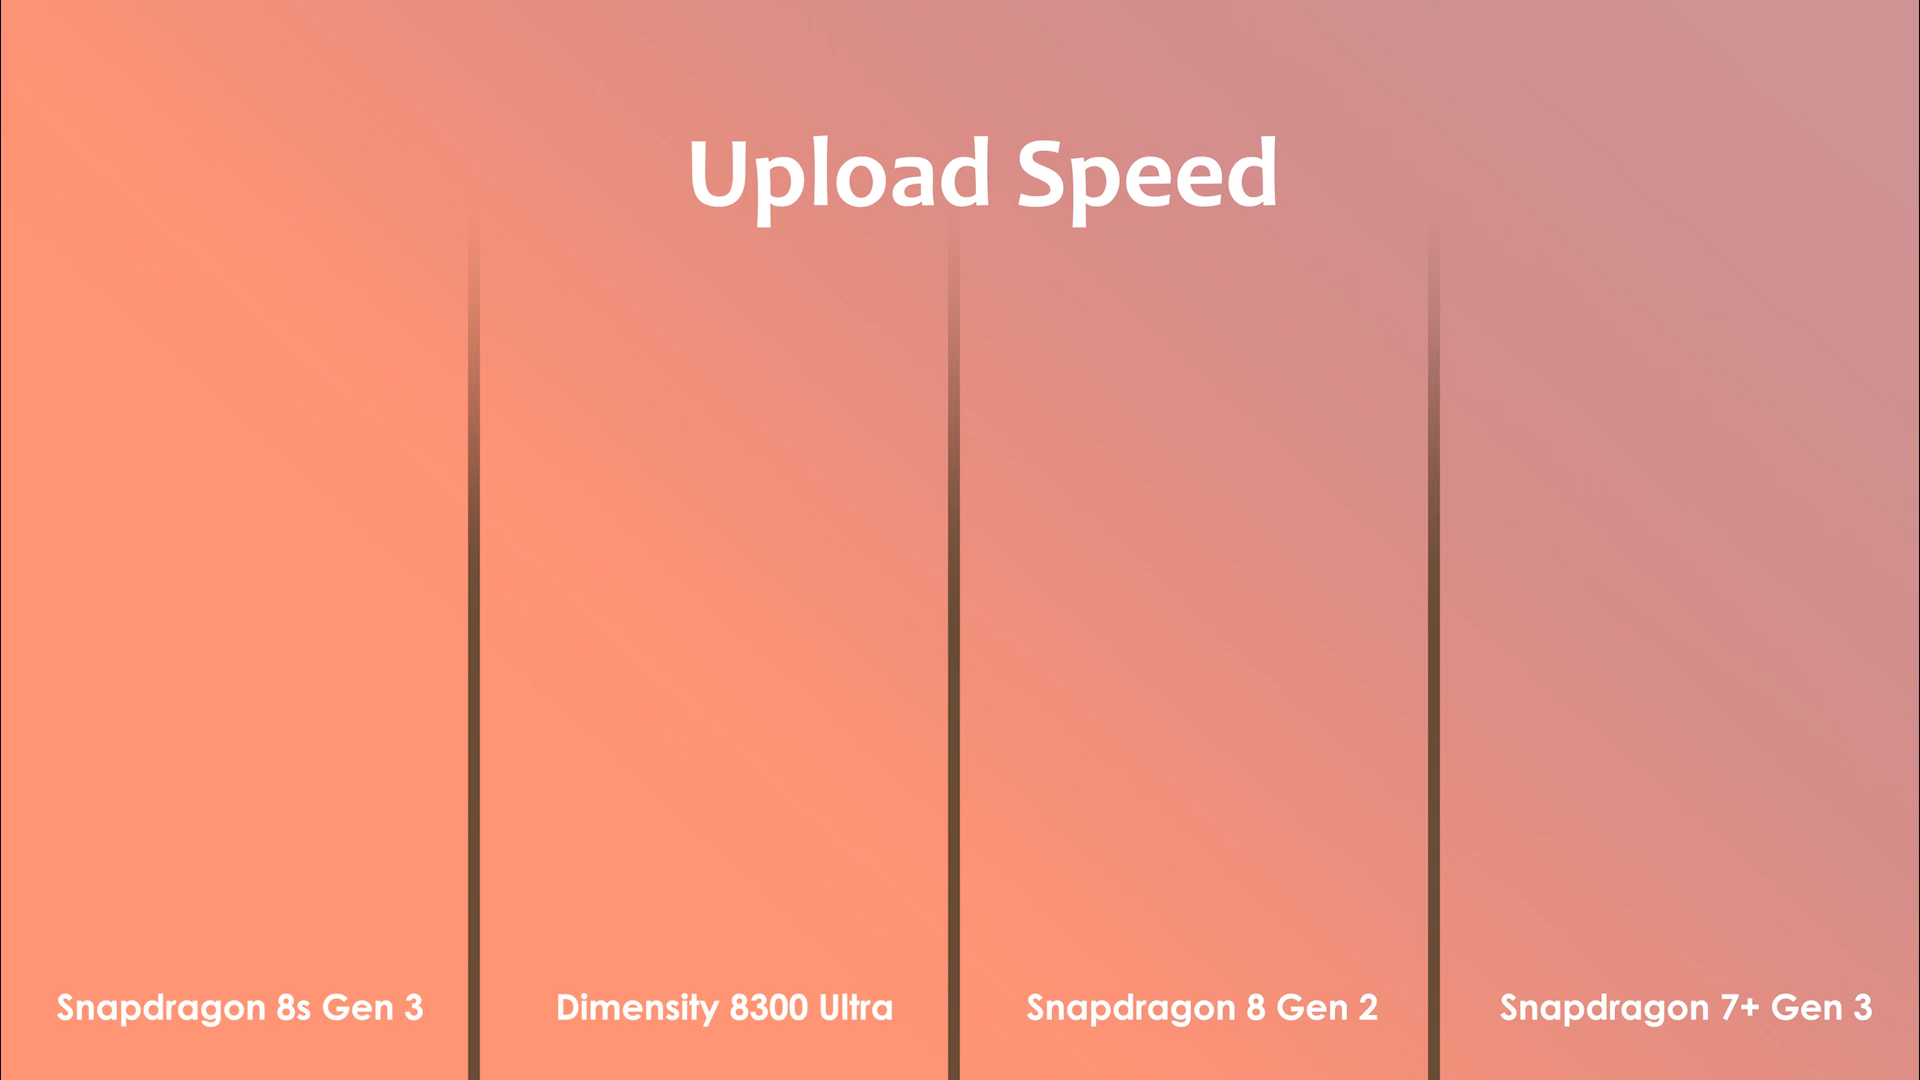 Upload Speed
Snapdragon 8s Gen 3
Dimensity 8300 Ultra
Snapdragon 8 Gen 2
Snapdragon 7+ Gen 3